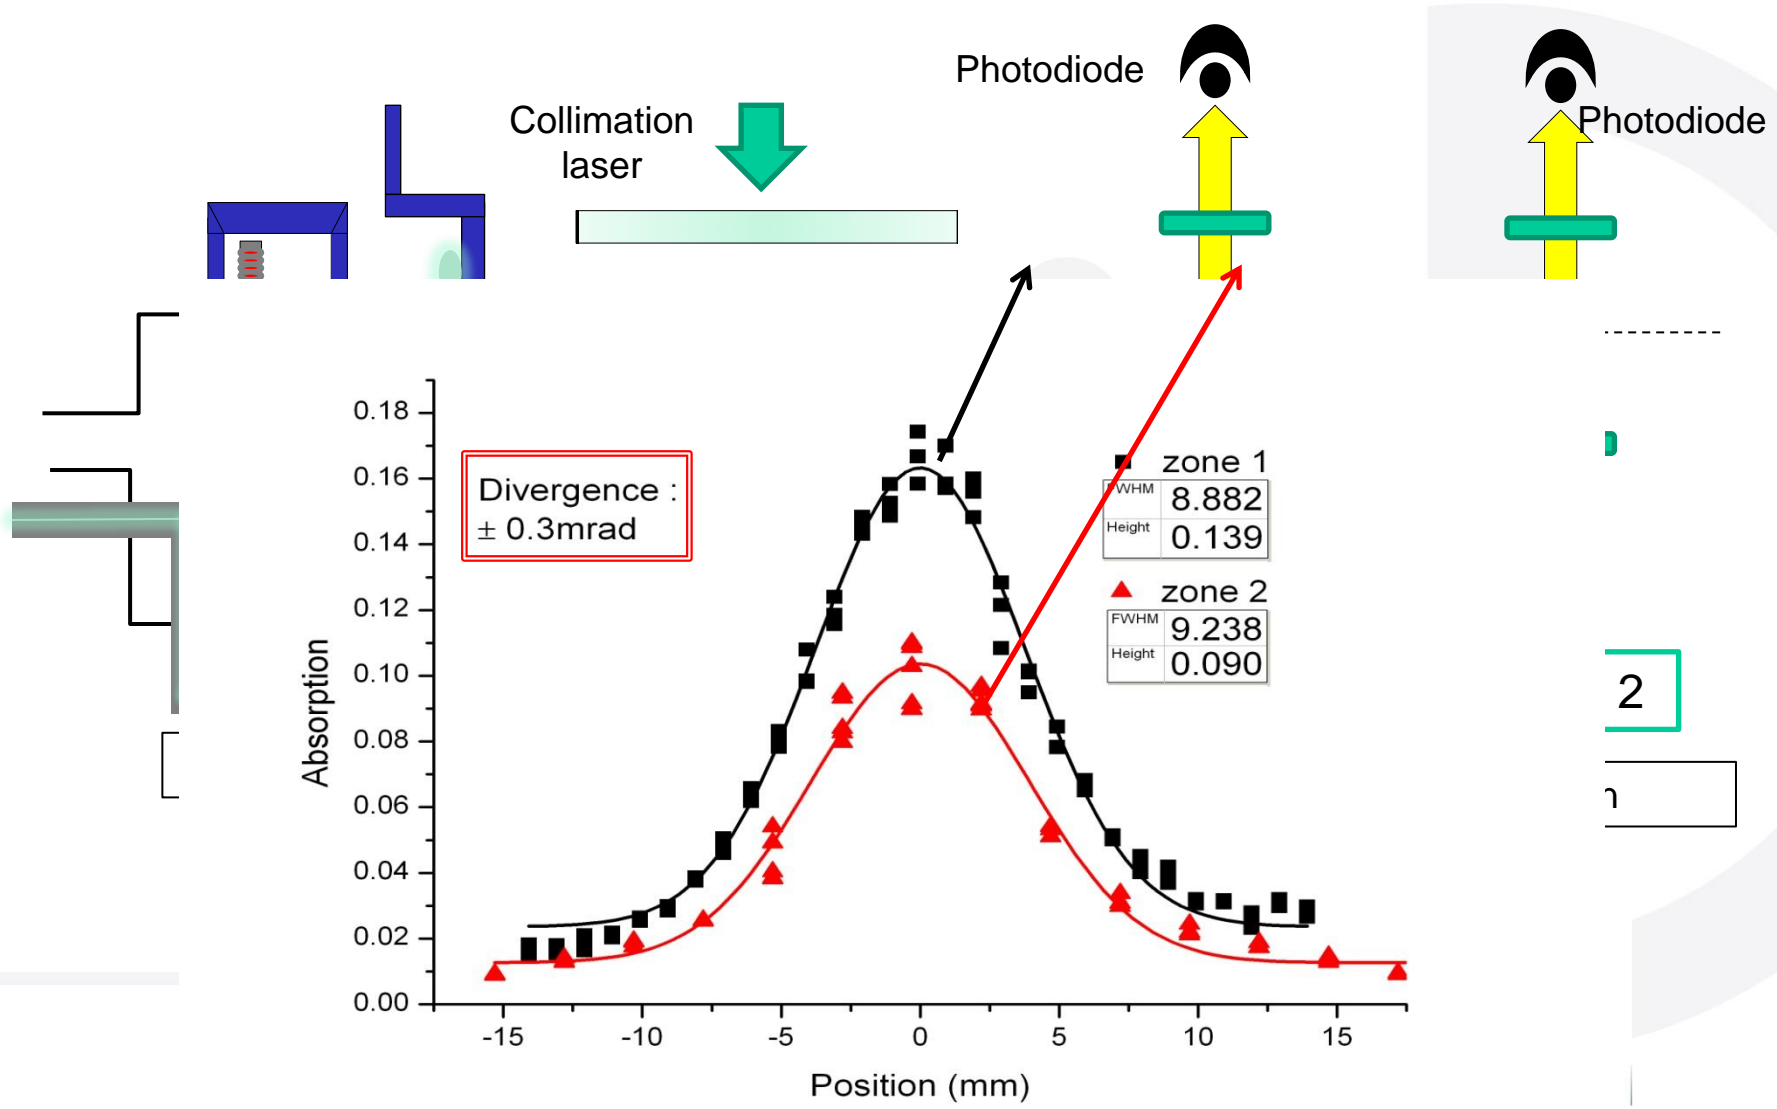 Photodiode
Photodiode
Collimation
laser
0.18
0.16
0.14
0.12
0.10
0.08
0.06
0.04
0.02
0.00
Absorption
Divergence :
± 0.3mrad
zone 1
FWHM 8.882
Height 0.139
zone 2
FWHM 9.238
Height 0.090
2
-15 -10 -5 0 5 10 15
Position (mm)